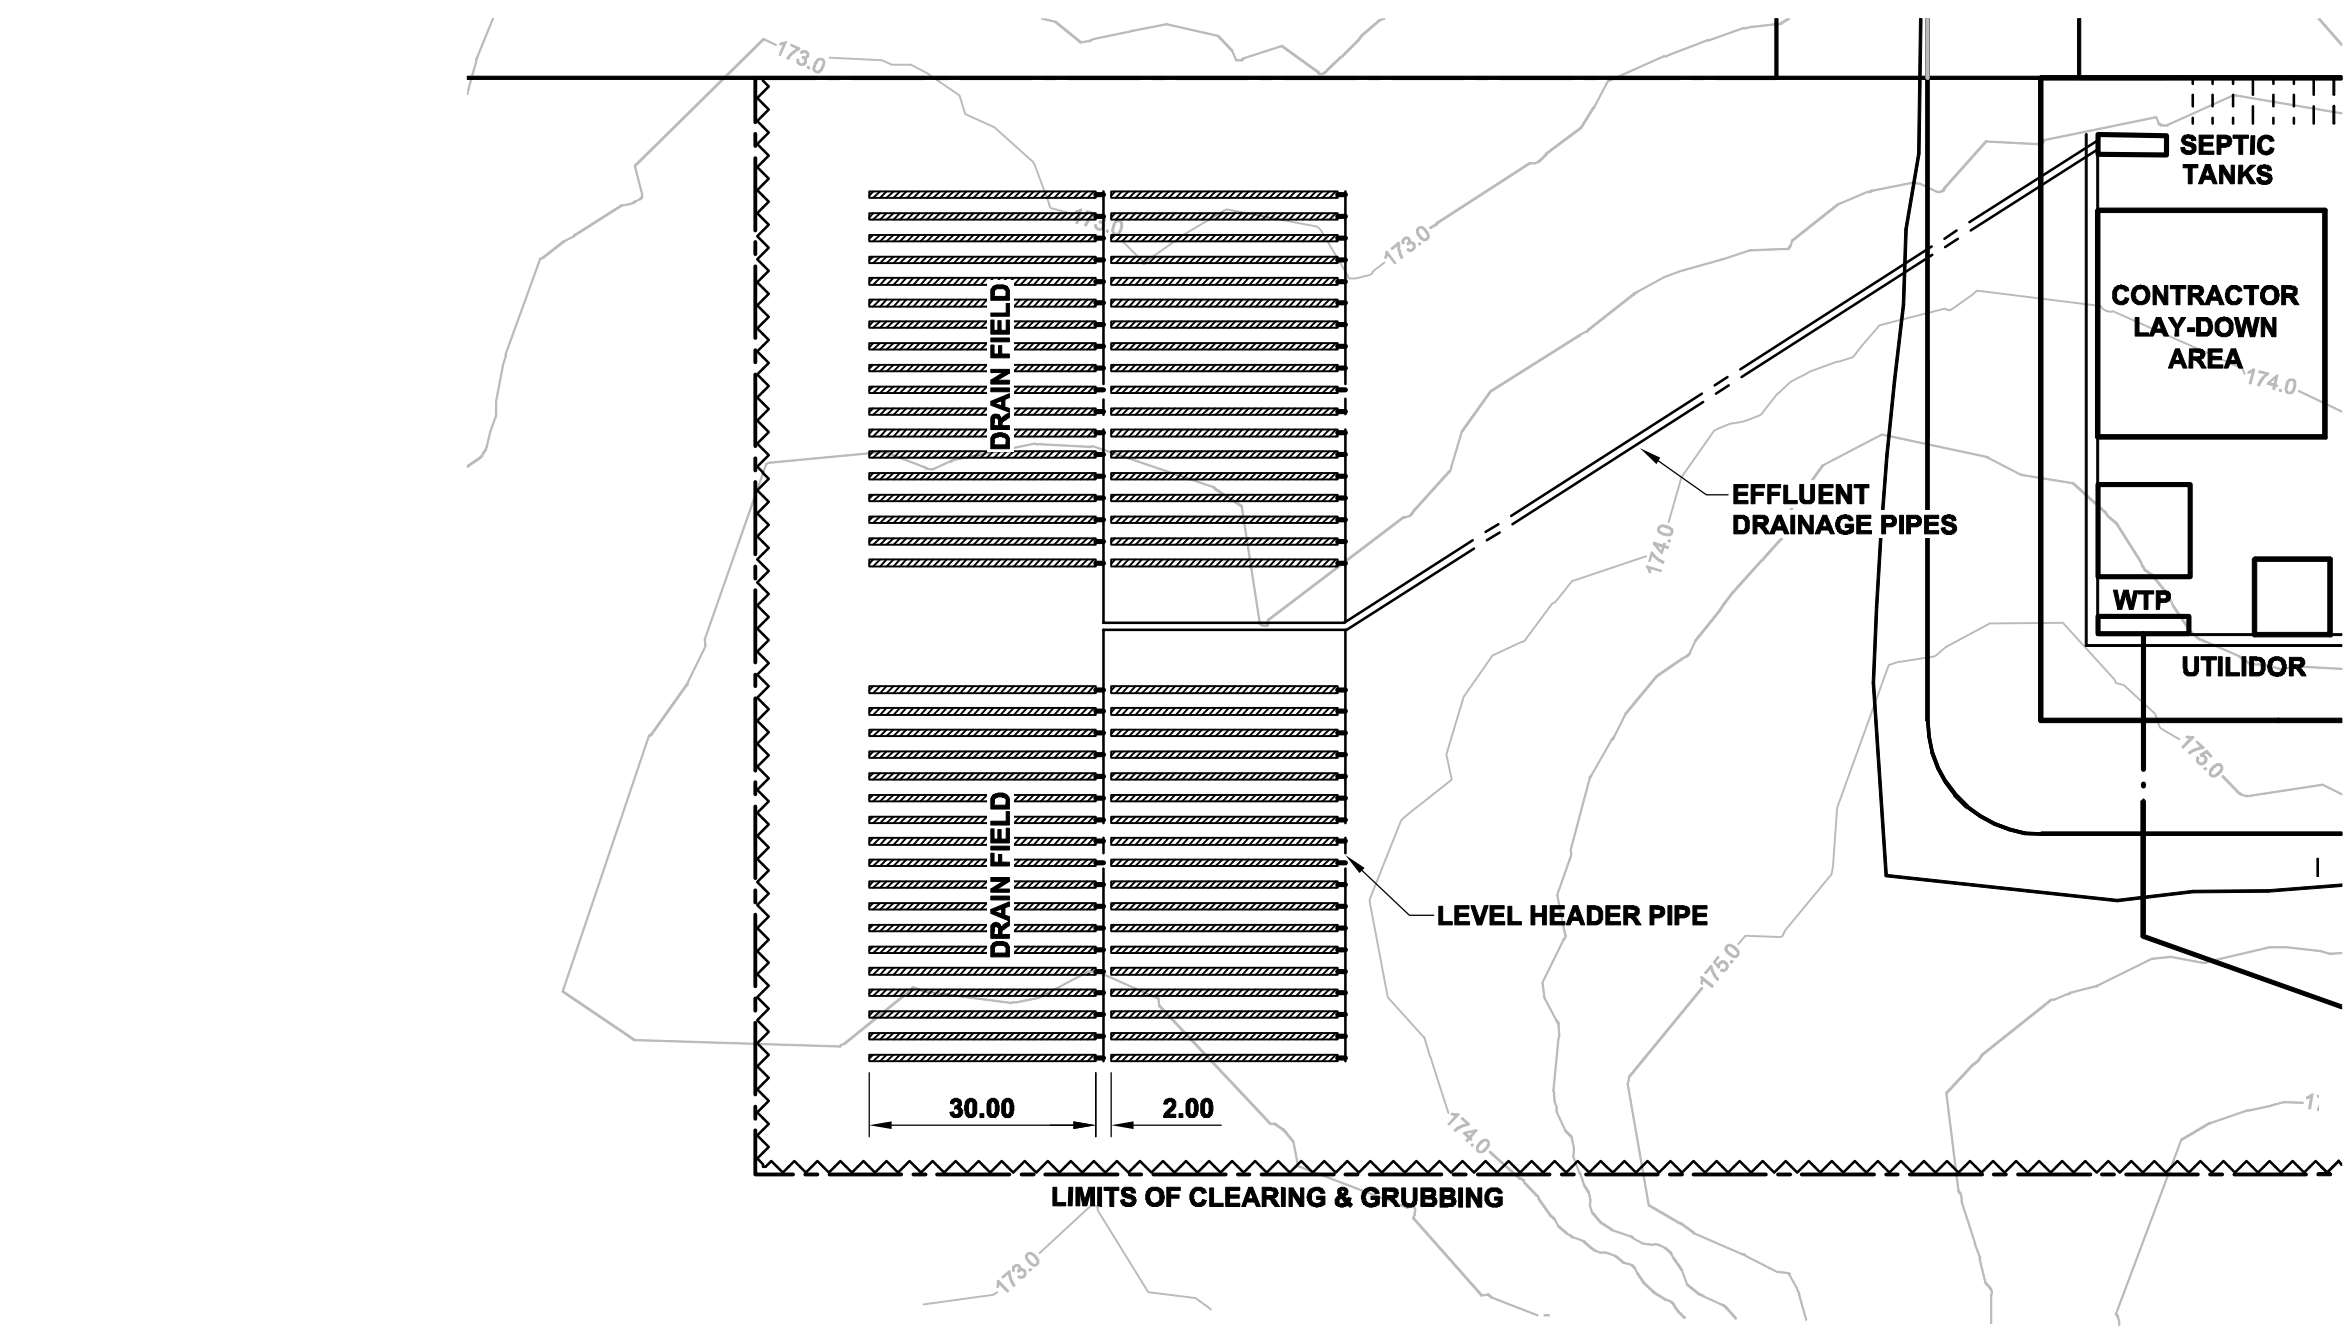 173.0
SEPTIC
TANKS
173.0
173.0
CONTRACTOR
LAY-DOWN
AREA
174.0
DRAIN FIELD
EFFLUENT
DRAINAGE PIPES
174.0
WTP
UTILIDOR
175.0
DRAIN FIELD
LEVEL HEADER PIPE
175.0
30.00
2.00
174.0
LIMITS OF CLEARING & GRUBBING
173.0